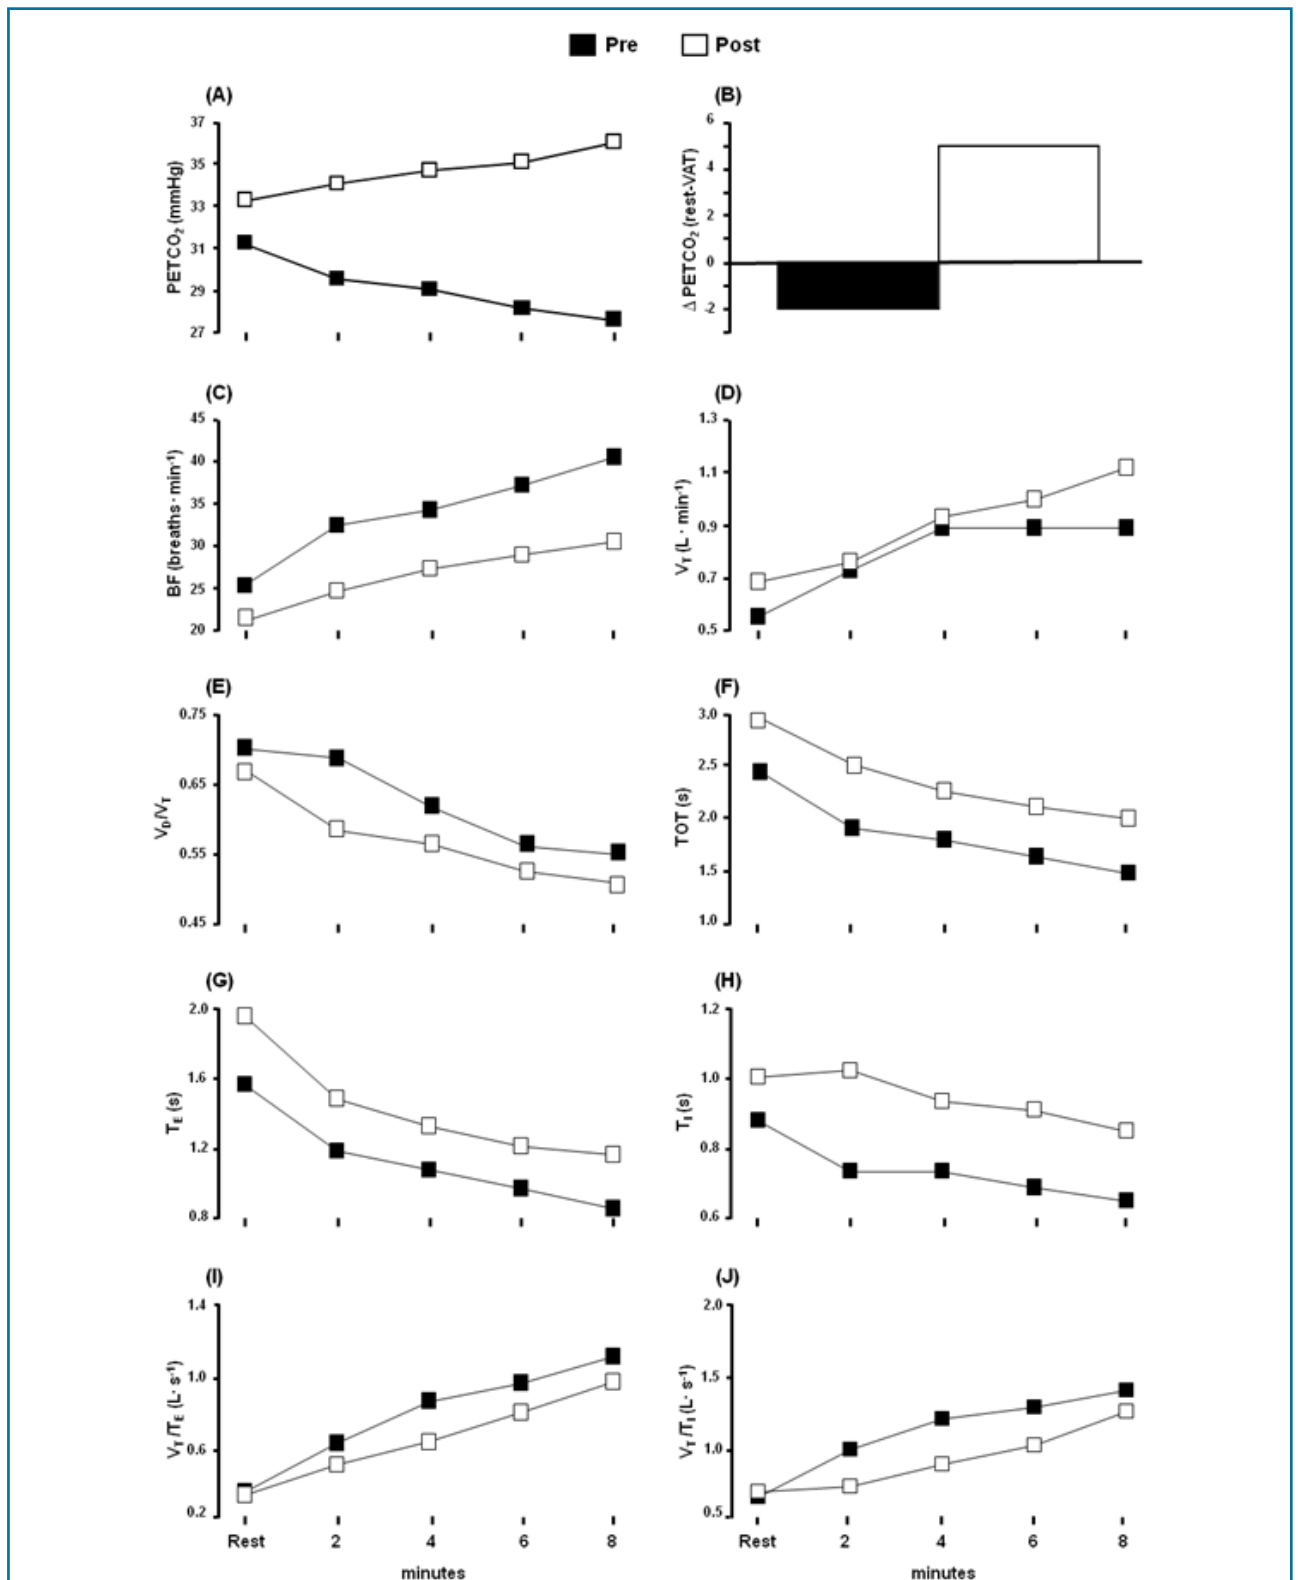 Pre Post
(A) (B)
37
35
33
31
29
27
PETCO₂ (mmHg)
6
4
2
0
-2
Δ PETCO₂ (rest-VAT)
(C) (D)
45
40
35
30
25
20
BF (breaths · min⁻¹)
1.3
1.1
0.9
0.7
0.5
V_T (L · min⁻¹)
(E) (F)
0.75
0.65
0.55
0.45
V_D/V_T
3.0
2.5
2.0
1.5
1.0
TOT (s)
(G) (H)
2.0
1.6
1.2
0.8
T_E (s)
1.2
1.0
0.8
0.6
T_I (s)
(I) (J)
1.4
1.0
0.6
0.2
V_T/T_E (L· s⁻¹)
2.0
1.5
1.0
0.5
V_T/T_I (L· s⁻¹)
Rest 2 4 6 8 Rest 2 4 6 8
minutes minutes